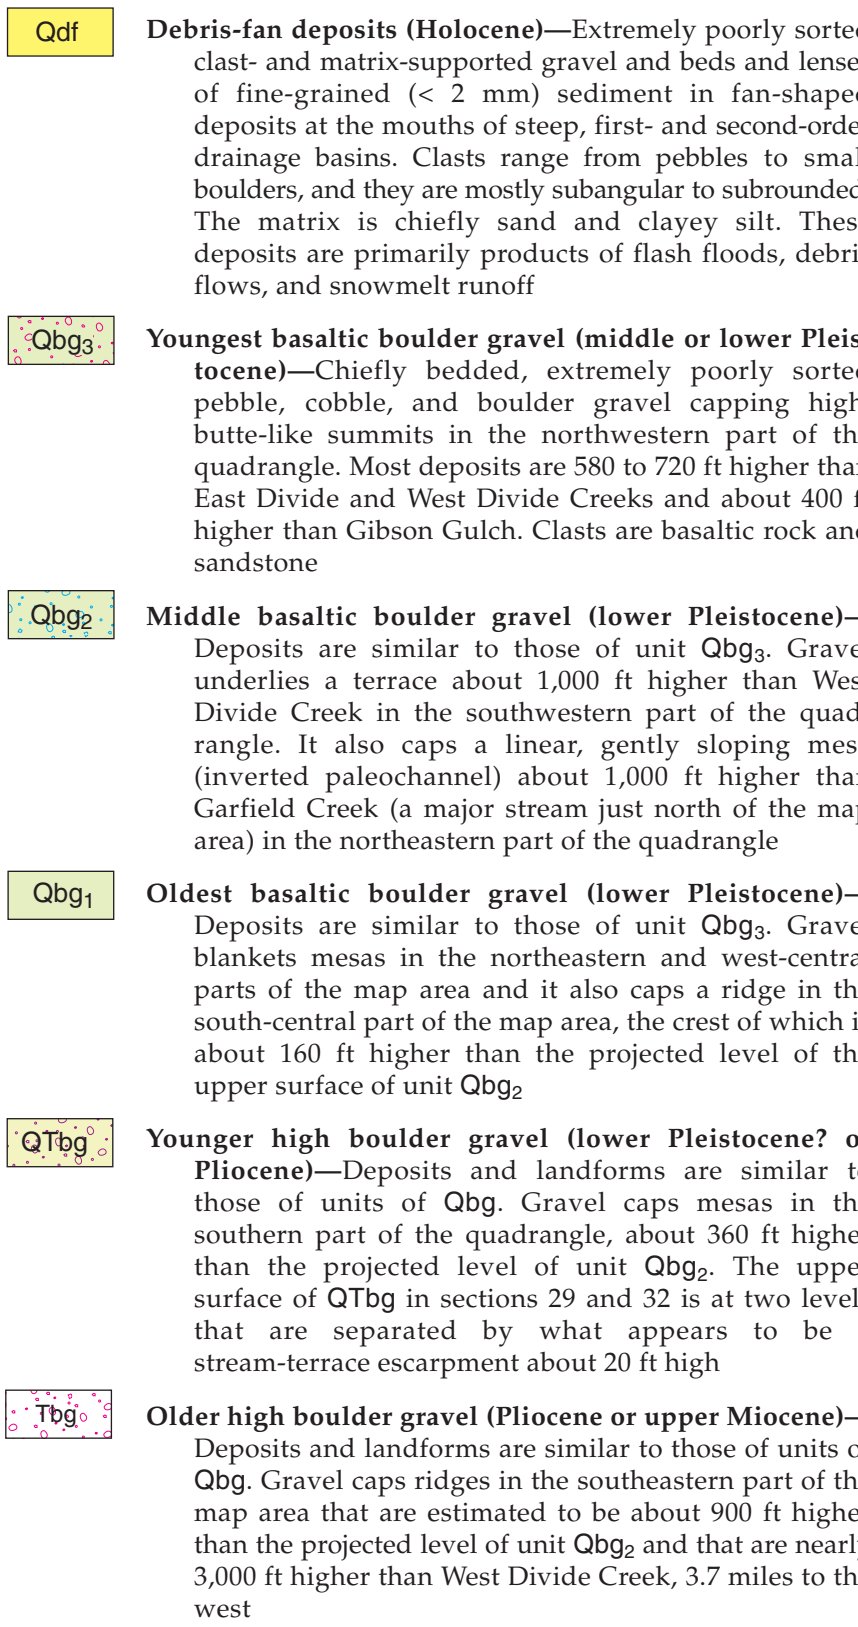 Qdf Debris-fan deposits (Holocene)—Extremely poorly sorted
clast- and matrix-supported gravel and beds and lense
of fine-grained (< 2 mm) sediment in fan-shaped
deposits at the mouths of steep, first- and second-orde
drainage basins. Clasts range from pebbles to smal
boulders, and they are mostly subangular to subrounded
The matrix is chiefly sand and clayey silt. Thes
deposits are primarily products of flash floods, debri
flows, and snowmelt runoff
Qbg3 Youngest basaltic boulder gravel (middle or lower Pleis
tocene)—Chiefly bedded, extremely poorly sorted
pebble, cobble, and boulder gravel capping high
butte-like summits in the northwestern part of th
quadrangle. Most deposits are 580 to 720 ft higher than
East Divide and West Divide Creeks and about 400 f
higher than Gibson Gulch. Clasts are basaltic rock and
sandstone
Qbg2 Middle basaltic boulder gravel (lower Pleistocene)—
Deposits are similar to those of unit Qbg3. Grave
underlies a terrace about 1,000 ft higher than Wes
Divide Creek in the southwestern part of the quad
rangle. It also caps a linear, gently sloping mes
(inverted paleochannel) about 1,000 ft higher than
Garfield Creek (a major stream just north of the map
area) in the northeastern part of the quadrangle
Qbg1 Oldest basaltic boulder gravel (lower Pleistocene)—
Deposits are similar to those of unit Qbg3. Grave
blankets mesas in the northeastern and west-centra
parts of the map area and it also caps a ridge in th
south-central part of the map area, the crest of which i
about 160 ft higher than the projected level of th
upper surface of unit Qbg2
QTbg Younger high boulder gravel (lower Pleistocene? o
Pliocene)—Deposits and landforms are similar t
those of units of Qbg. Gravel caps mesas in th
southern part of the quadrangle, about 360 ft highe
than the projected level of unit Qbg2. The uppe
surface of QTbg in sections 29 and 32 is at two level
that are separated by what appears to be
stream-terrace escarpment about 20 ft high
Tbg Older high boulder gravel (Pliocene or upper Miocene)—
Deposits and landforms are similar to those of units o
Qbg. Gravel caps ridges in the southeastern part of th
map area that are estimated to be about 900 ft highe
than the projected level of unit Qbg2 and that are nearly
3,000 ft higher than West Divide Creek, 3.7 miles to th
west